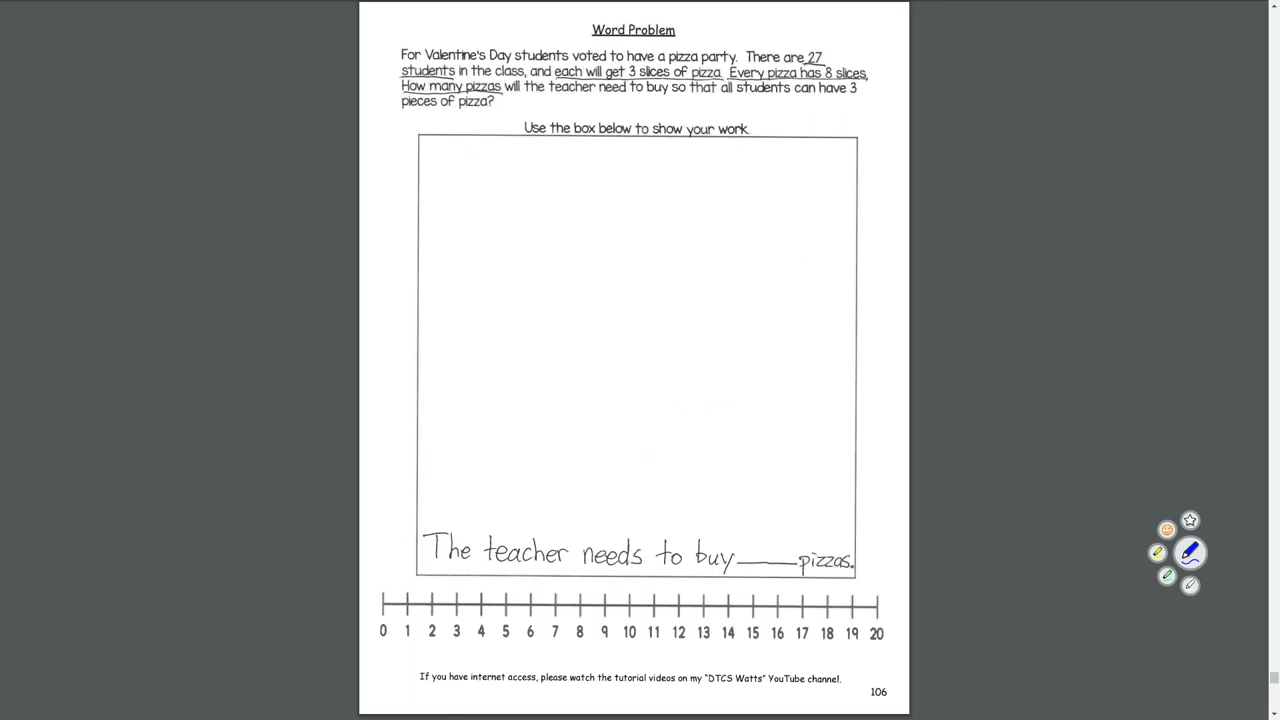 Word Problem
For Valentine's Day students voted to have a pizza party. There are 27
students in the class, and each will get 3 slices of pizza. Every pizza has 8 slices.
How many pizzas will the teacher need to buy so that all students can have 3
pieces of pizza?
Use the box below to show your work.
The teacher needs to buy____pizzas.
0 1 2 3 4 5 6 7 8 9 10 11 12 13 14 15 16 17 18 19 20
If you have internet access, please watch the tutorial videos on my "DTCS Watts" YouTube channel.
106